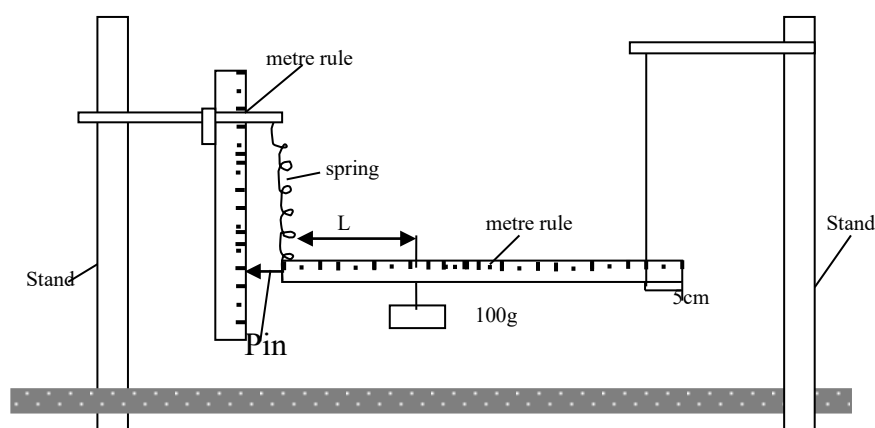 metre rule
spring
L
metre rule
Stand
Stand
5cm
100g
Pin